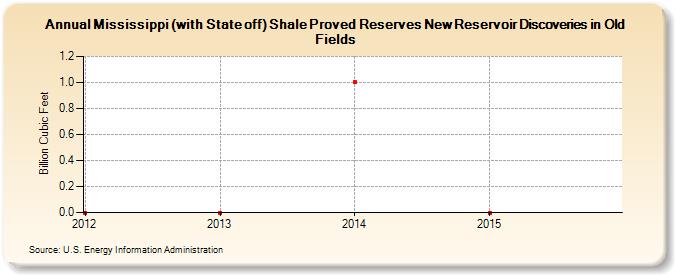 Annual Mississippi (with State off) Shale Proved Reserves New Reservoir Discoveries in Old
Fields
Billion Cubic Feet
1.2
1.0
0.8
0.6
0.4
0.2
0.0
2012 2013 2014 2015
Source: U.S. Energy Information Administration